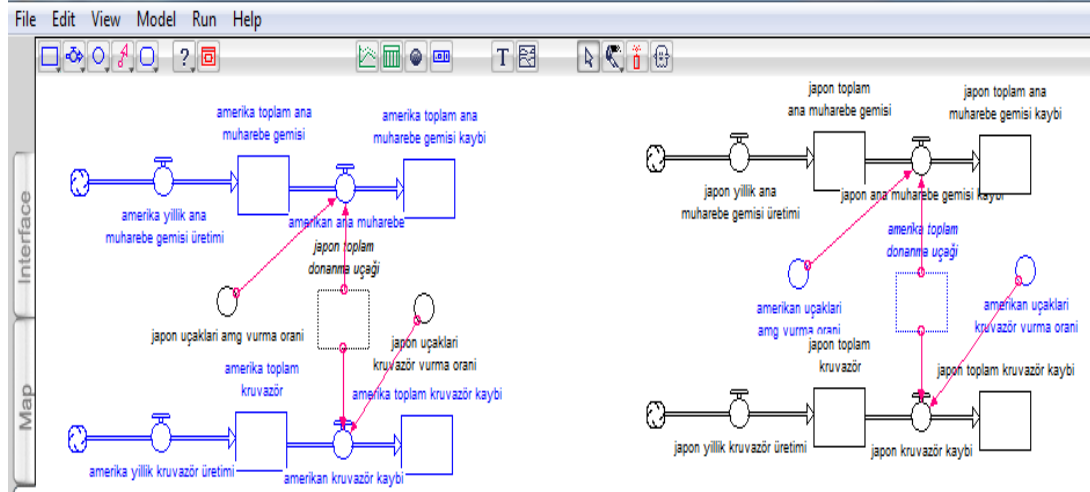 File Edit View Model Run Help
T
?
Interface
Map
amerika toplam ana
muharebe gemisi
amerika toplam ana
muharebe gemisi kaybi
amerika yillik ana
muharebe gemisi üretimi
amerikan ana muharebe
japon toplam
donanma uçaği
japon uçaklari amg vurma orani
japon uçaklari
kruvazör vurma orani
amerika toplam
kruvazör
amerika toplam kruvazör kaybi
amerika yillik kruvazör üretimi
amerikan kruvazör kaybi
japon toplam
ana muharebe gemisi
japon toplam ana
muharebe gemisi kaybi
japon yillik ana
muharebe gemisi üretimi
japon ana muharebe gemisi kaybi
amerika toplam
donanma uçaği
amerikan uçaklari
amg vurma orani
amerikan uçaklari
kruvazör vurma orani
japon toplam
kruvazör
japon toplam kruvazör kaybi
japon yillik kruvazör üretimi
japon kruvazör kaybi